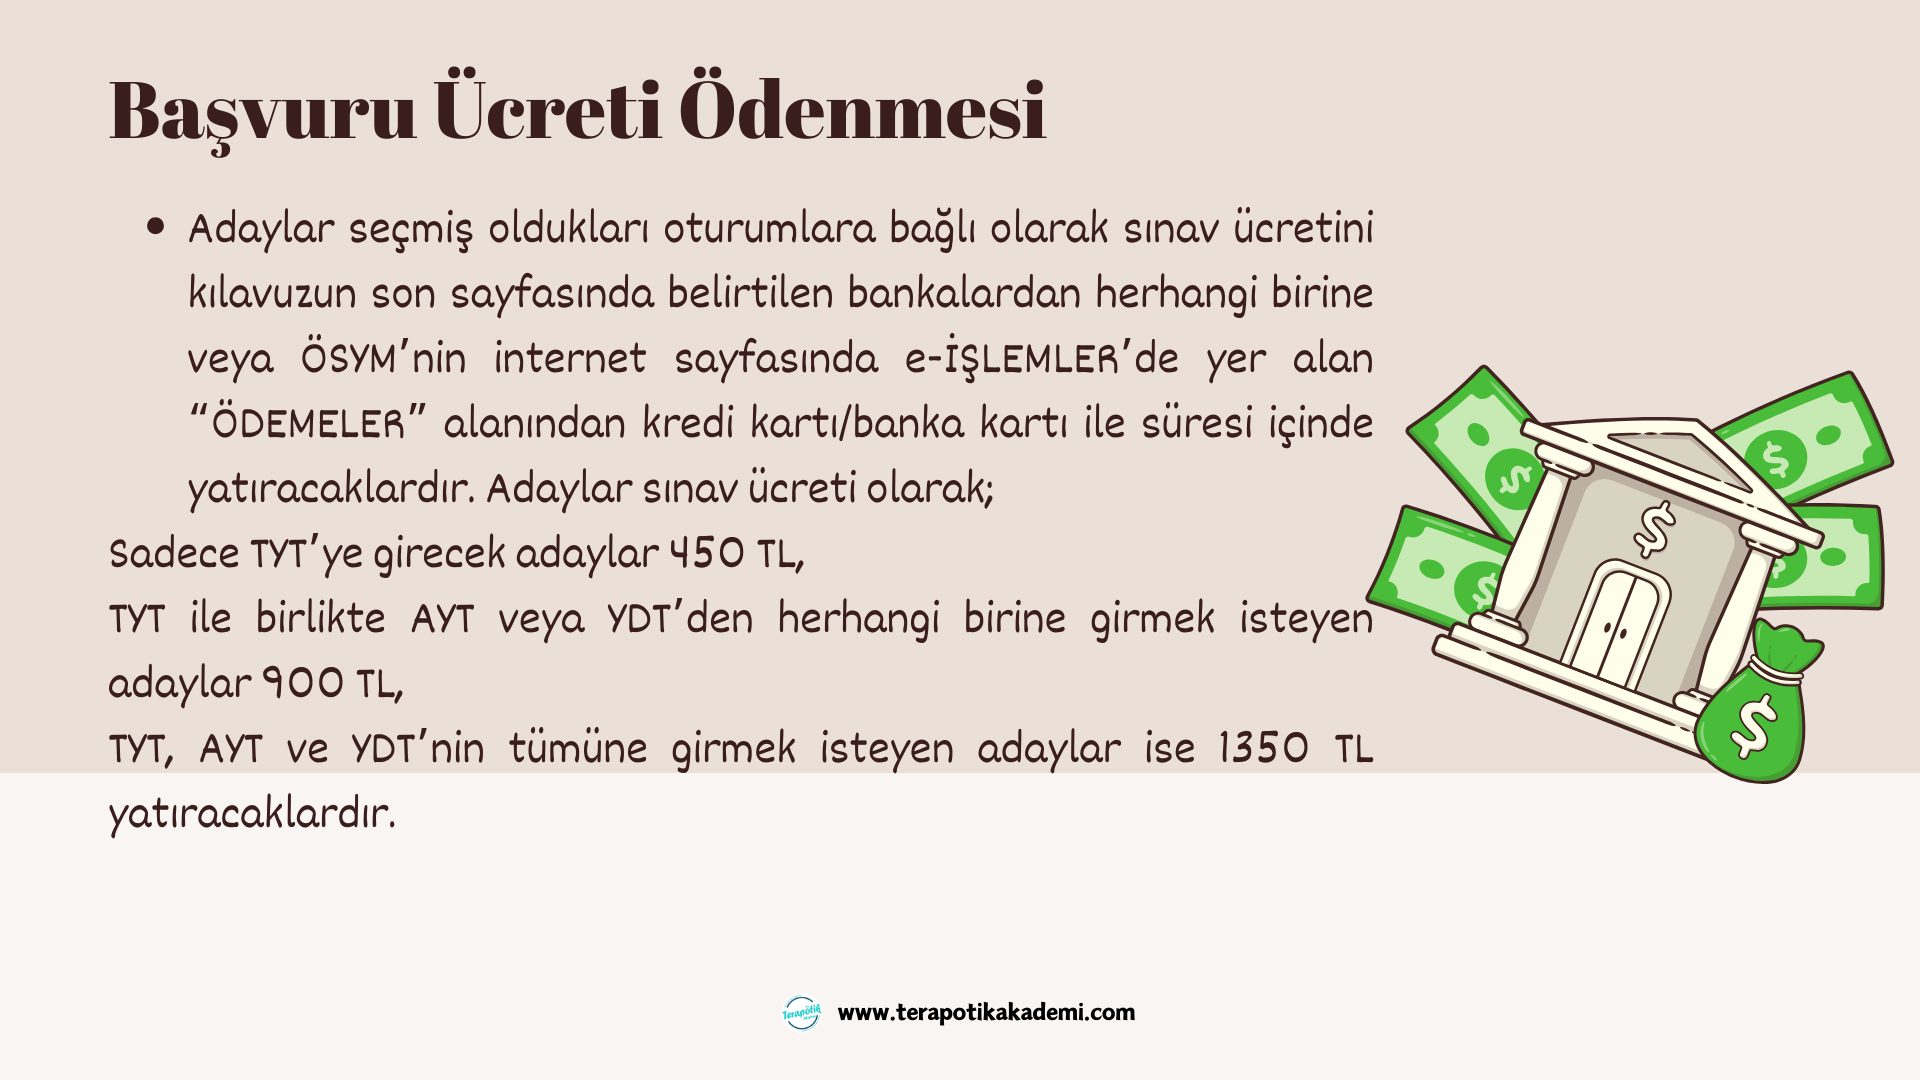 Başvuru Ücreti Ödenmesi
• Adaylar seçmiş oldukları oturumlara bağlı olarak sınav ücretini
kılavuzun son sayfasında belirtilen bankalardan herhangi birine
veya ÖSYM’nin internet sayfasında e-İŞLEMLER’de yer alan
“ÖDEMELER” alanından kredi kartı/banka kartı ile süresi içinde
yatıracaklardır. Adaylar sınav ücreti olarak;
Sadece TYT’ye girecek adaylar 450 TL,
TYT ile birlikte AYT veya YDT’den herhangi birine girmek isteyen
adaylar 900 TL,
TYT, AYT ve YDT’nin tümüne girmek isteyen adaylar ise 1350 TL
yatıracaklardır.
Terapötik
www.terapotikakademi.com